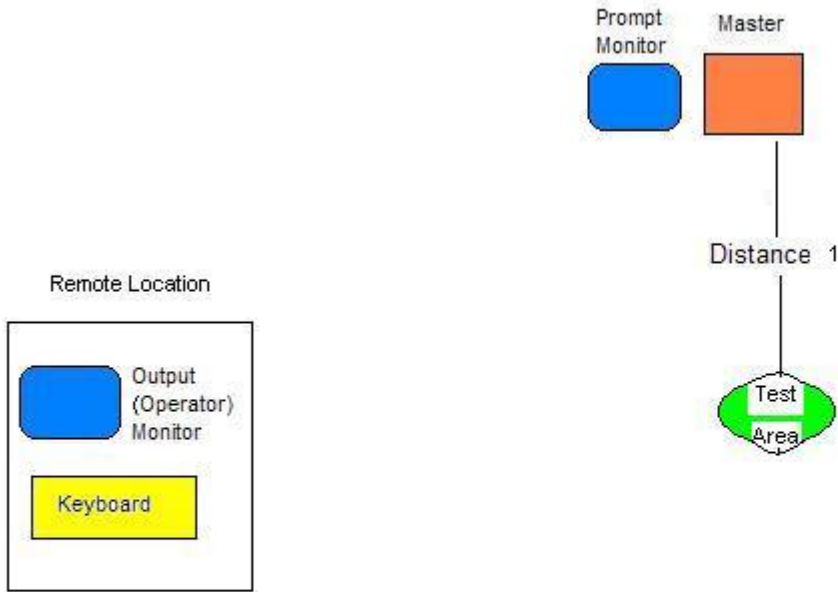 Prompt
Monitor
Master
Distance 1
Remote Location
Output
(Operator)
Monitor
Test
Area
Keyboard